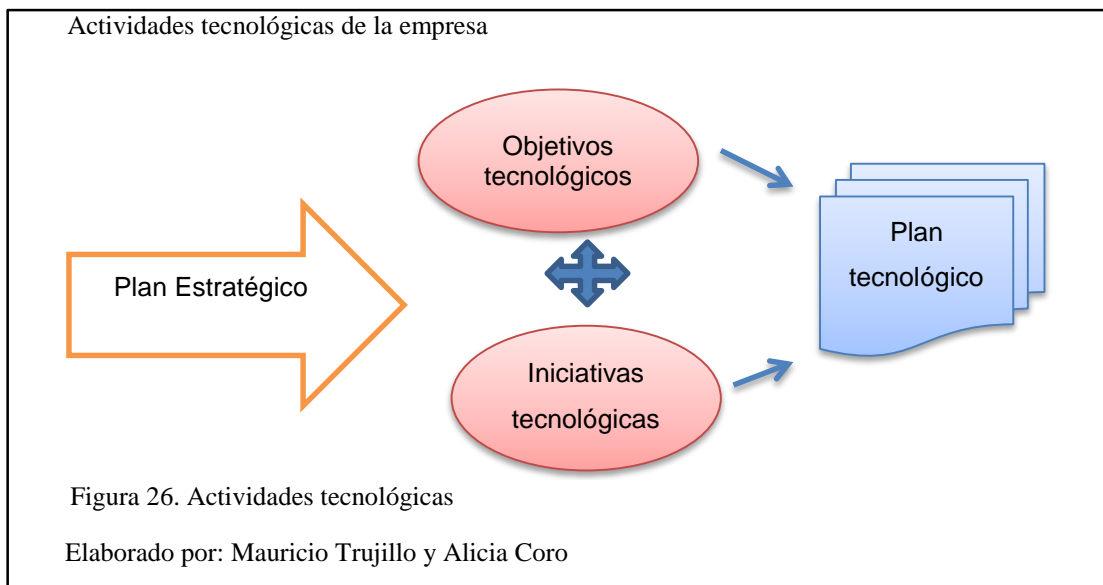 Actividades tecnológicas de la empresa
Objetivos
tecnológicos
Plan Estratégico
Plan
tecnológico
Iniciativas
tecnológicas
Figura 26. Actividades tecnológicas
Elaborado por: Mauricio Trujillo y Alicia Coro